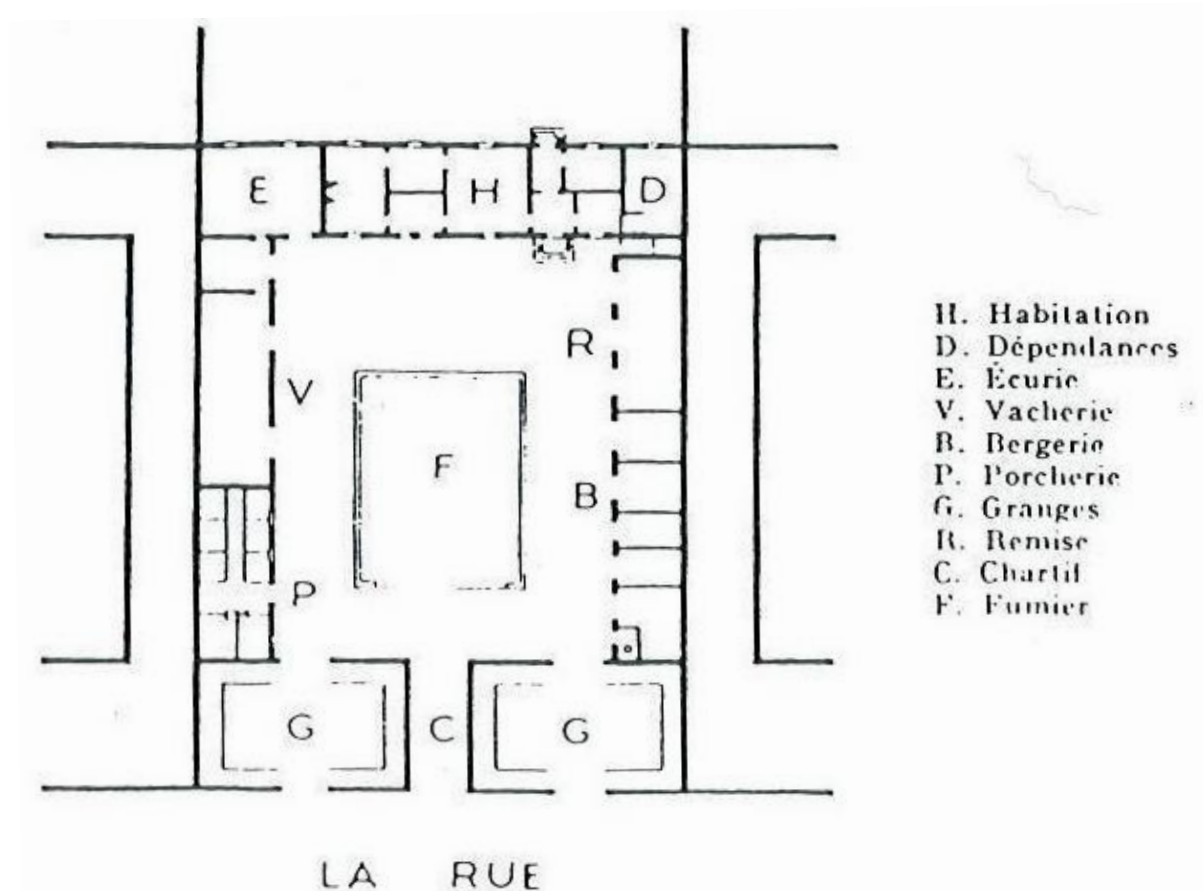 E H D
R
V
F
B
P
G C G
LA RUE
H. Habitation
D. Dépendances
E. Écurie
V. Vacherie
B. Bergerie
P. Porcherie
G. Granges
R. Remise
C. Chartil
F. Fumier